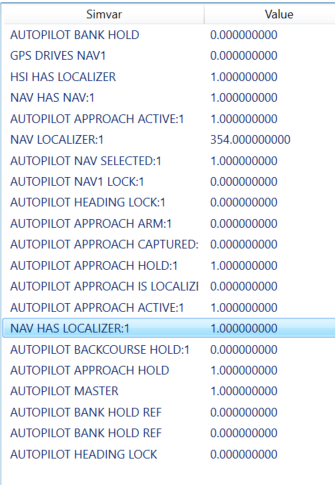 Simvar Value
AUTOPILOT BANK HOLD 0.000000000
GPS DRIVES NAV1 0.000000000
HSI HAS LOCALIZER 1.000000000
NAV HAS NAV:1 1.000000000
AUTOPILOT APPROACH ACTIVE:1 1.000000000
NAV LOCALIZER:1 354.000000000
AUTOPILOT NAV SELECTED:1 1.000000000
AUTOPILOT NAV1 LOCK:1 0.000000000
AUTOPILOT HEADING LOCK:1 0.000000000
AUTOPILOT APPROACH ARM:1 0.000000000
AUTOPILOT APPROACH CAPTURED: 0.000000000
AUTOPILOT APPROACH HOLD:1 1.000000000
AUTOPILOT APPROACH IS LOCALIZI 0.000000000
AUTOPILOT APPROACH ACTIVE:1 1.000000000
NAV HAS LOCALIZER:1 1.000000000
AUTOPILOT BACKCOURSE HOLD:1 0.000000000
AUTOPILOT APPROACH HOLD 1.000000000
AUTOPILOT MASTER 1.000000000
AUTOPILOT BANK HOLD REF 0.000000000
AUTOPILOT BANK HOLD REF 0.000000000
AUTOPILOT HEADING LOCK 0.000000000